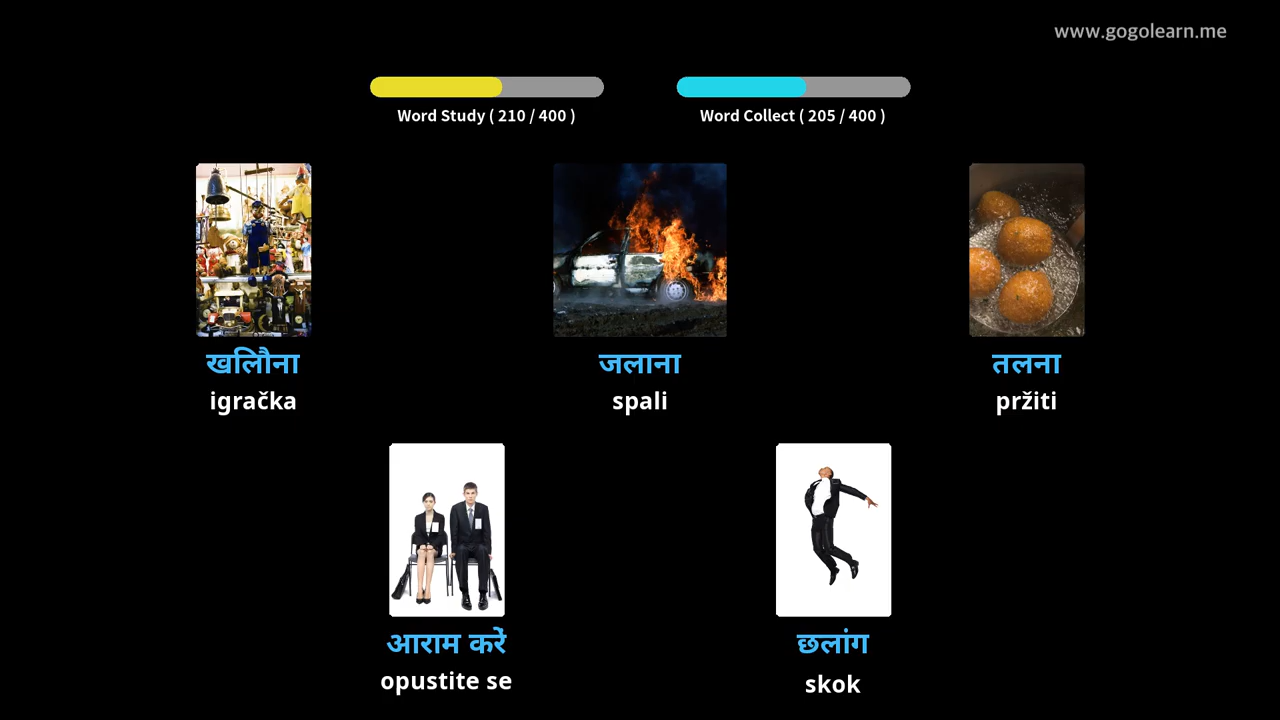 www.gogolearn.me
Word Study ( 210 / 400 )
Word Collect ( 205 / 400 )
खिलौना
igračka
जलाना
spali
तलना
pržiti
आराम करें
opustite se
छलांग
skok